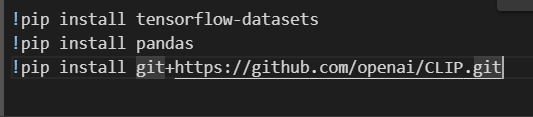 !pip install tensorflow-datasets
!pip install pandas
!pip install git+https://github.com/openai/CLIP.git